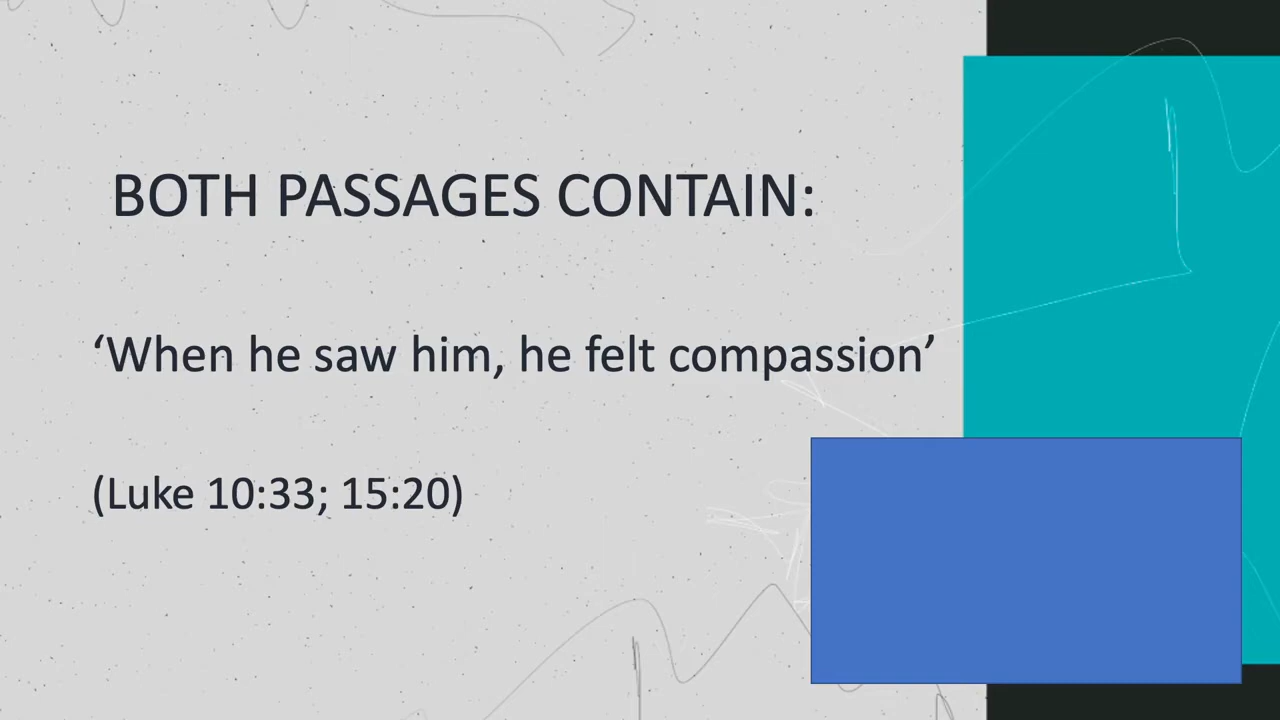 BOTH PASSAGES CONTAIN:
‘When he saw him, he felt compassion’
(Luke 10:33; 15:20)